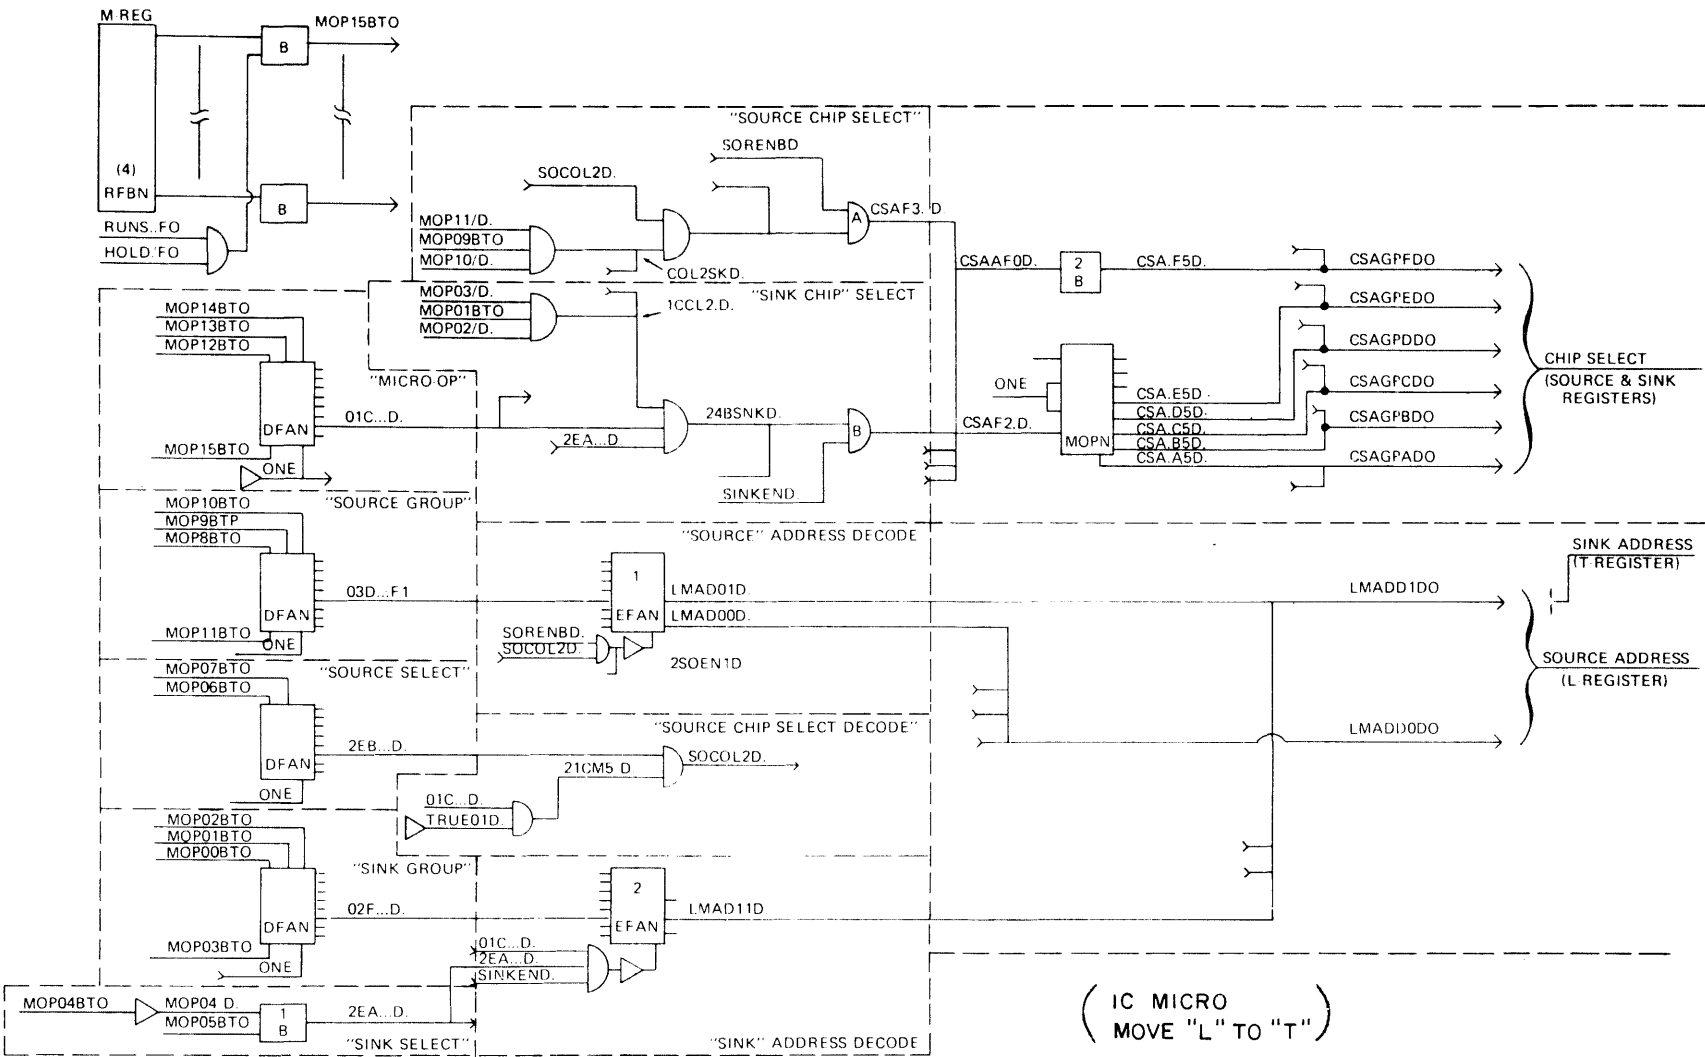 M-REG
B
MOP15BTO
(4)
RFBN
B
RUNS..FO
HOLD.'FO
"SOURCE CHIP SELECT"
SORENBD
SOCOL2D.
MOP11/D.
MOP09BTO
MOP10/D.
A
CSAF3..D.
COL2SKD.
MOP03/D.
MOP01BTO
MOP02/D.
"SINK CHIP" SELECT
1CCL2.D.
CSAAF0D.
2
B
CSA.F5D.
CSAGPFDO
CSAGPEDO
CSAGPDDO
CSAGPCDO
CSAGPBDO
CSAGPADO
CHIP SELECT
(SOURCE & SINK
REGISTERS)
ONE
MOPN
CSA.E5D.
CSA.D5D.
CSA.C5D.
CSA.B5D.
CSA.A5D.
MOP14BTO
MOP13BTO
MOP12BTO
"MICRO-OP"
DFAN
01C...D.
MOP15BTO
ONE
2EA...D.
24BSNKD.
B
CSAF2.D.
SINKEND.
"SOURCE GROUP"
MOP10BTO
MOP9BTP
MOP8BTO
DFAN
03D...F1
MOP11BTO
ONE
"SOURCE" ADDRESS DECODE
1
EFAN
LMAD01D.
LMAD00D.
SORENBD.
SOCOL2D.
2SOEN1D
SINK ADDRESS
(T-REGISTER)
LMADD1DO
SOURCE ADDRESS
(L-REGISTER)
LMADD0DO
"SOURCE SELECT"
MOP07BTO
MOP06BTO
DFAN
2EB...D.
ONE
"SOURCE CHIP SELECT DECODE"
21CM5 D.
SOCOL2D.
01C...D.
TRUE01D.
MOP02BTO
MOP01BTO
MOP00BTO
"SINK GROUP"
DFAN
02F...D.
MOP03BTO
ONE
2
EFAN
LMAD11D.
01C...D.
2EA...D.
SINKEND.
MOP04BTO
MOP04 D.
MOP05BTO
1
B
2EA...D.
"SINK SELECT"
"SINK" ADDRESS DECODE
( IC MICRO
MOVE "L" TO "T" )